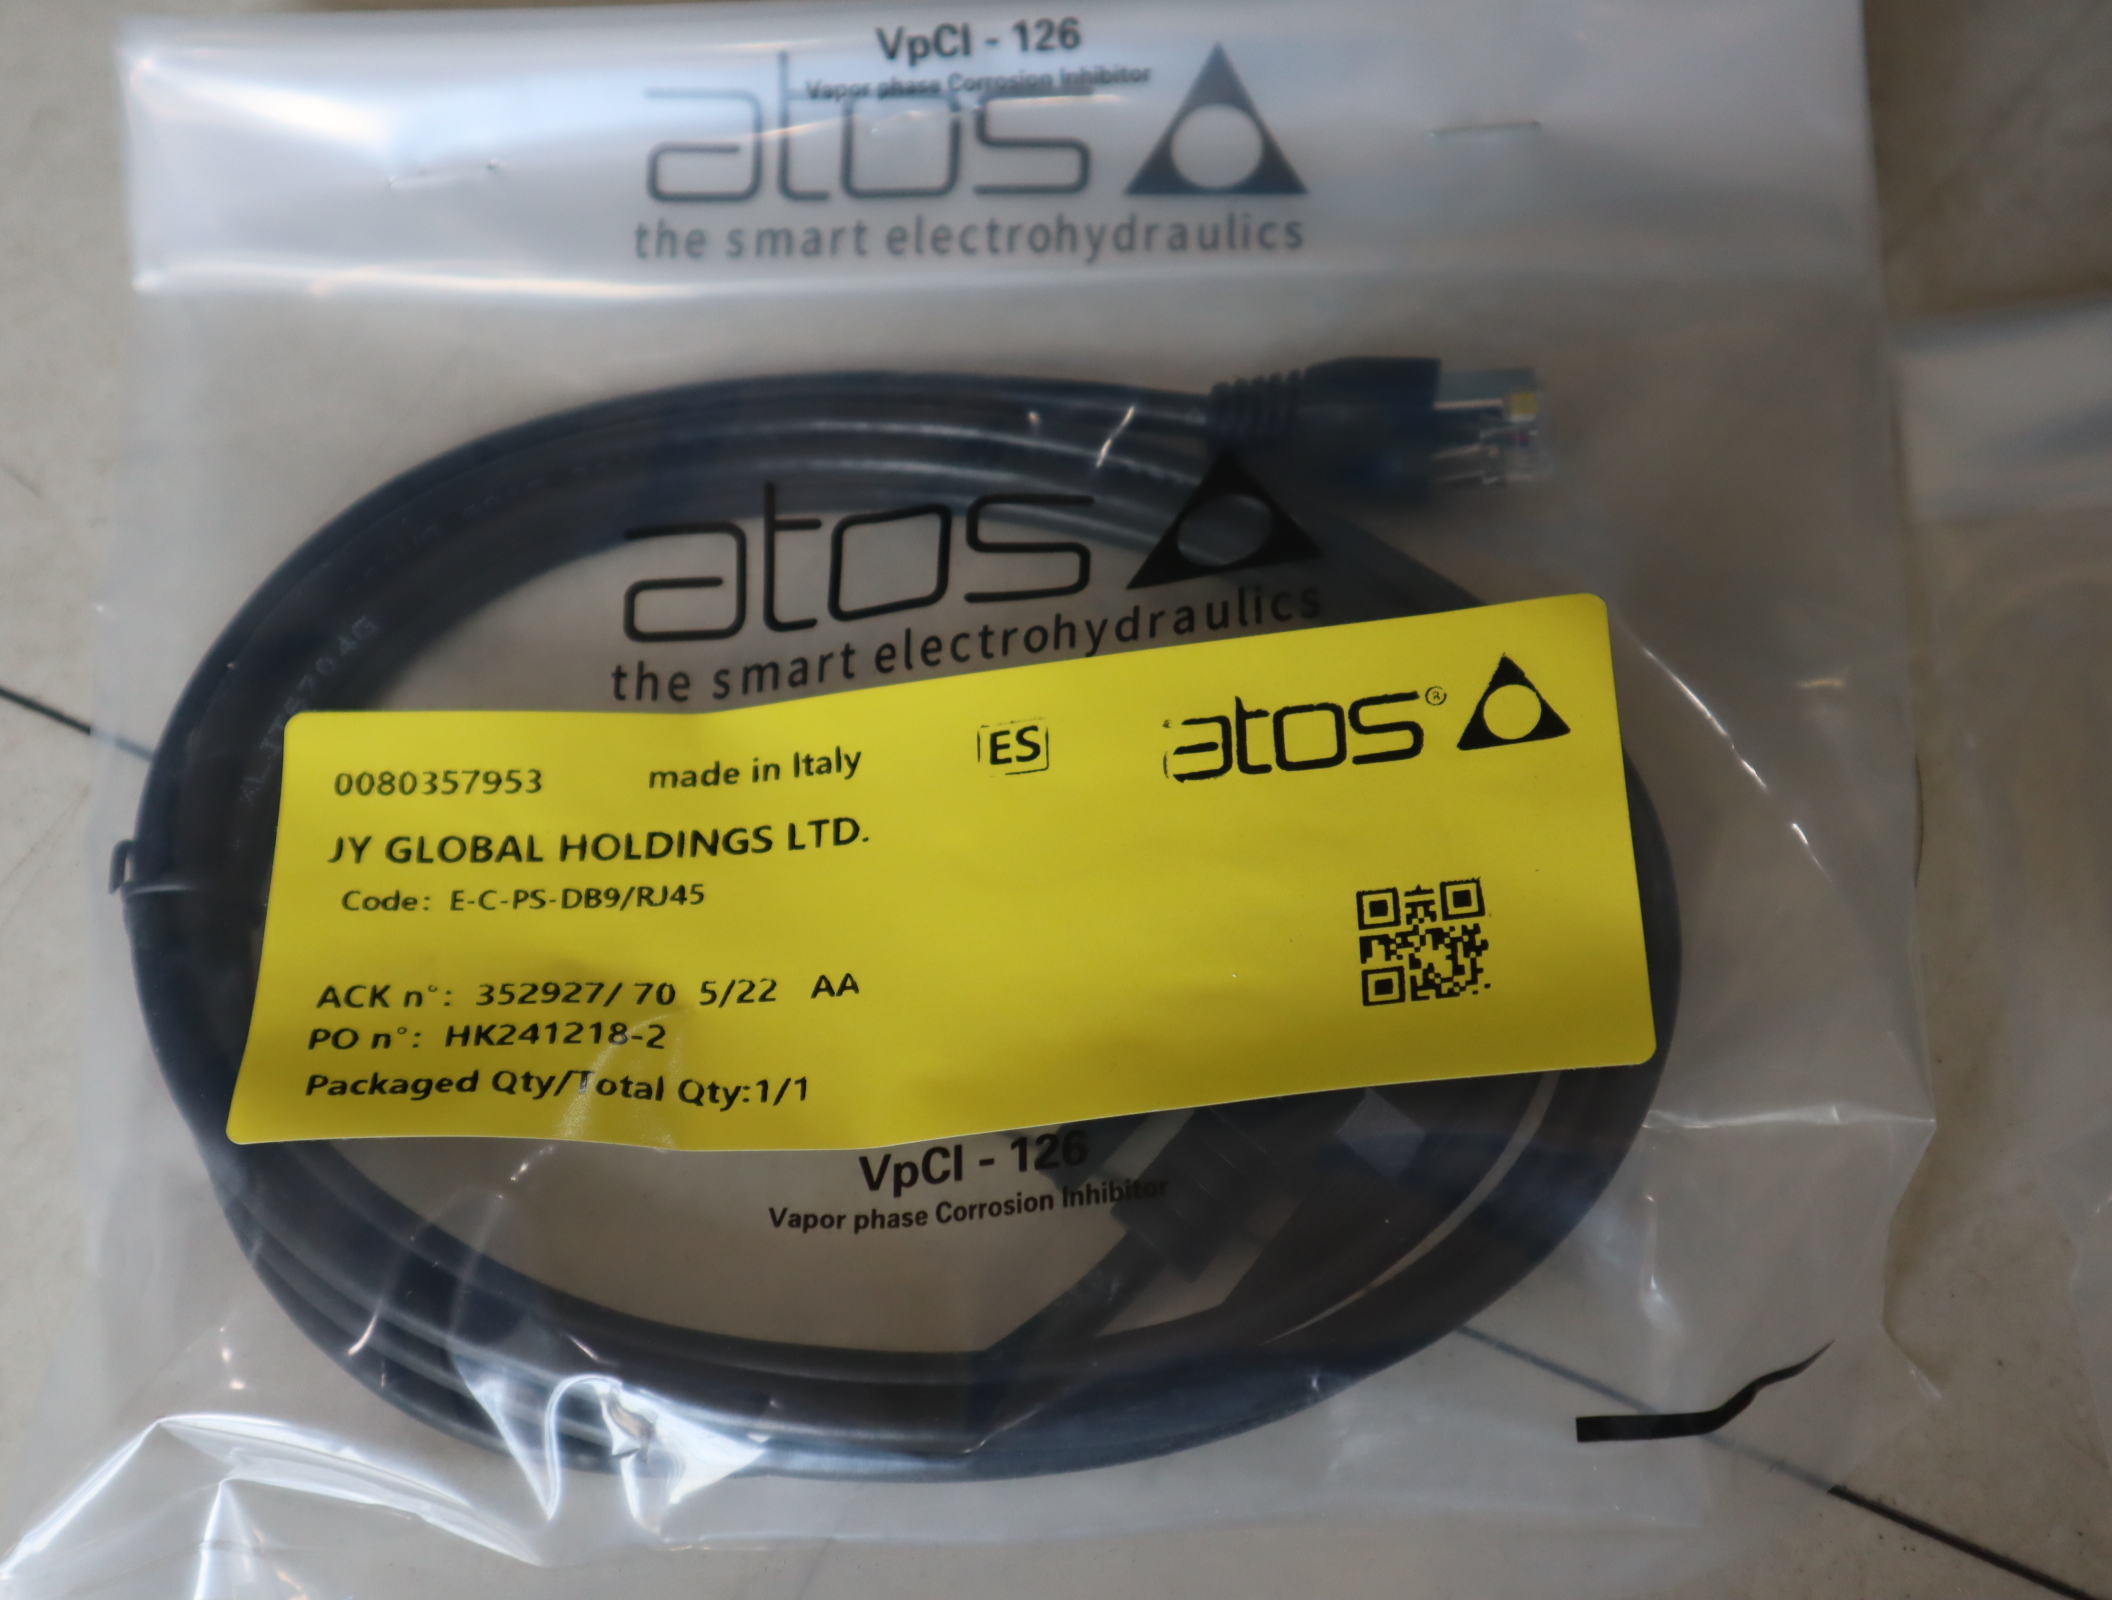 VpCI - 126
Vapor phase Corrosion Inhibitor
atos
the smart electrohydraulics
atos
the smart electrohydraulics
0080357953 made in Italy ES atos®
JY GLOBAL HOLDINGS LTD.
Code: E-C-PS-DB9/RJ45
ACK n°: 352927/ 70 5/22 AA
PO n°: HK241218-2
Packaged Qty/Total Qty:1/1
VpCI - 126
Vapor phase Corrosion Inhibitor